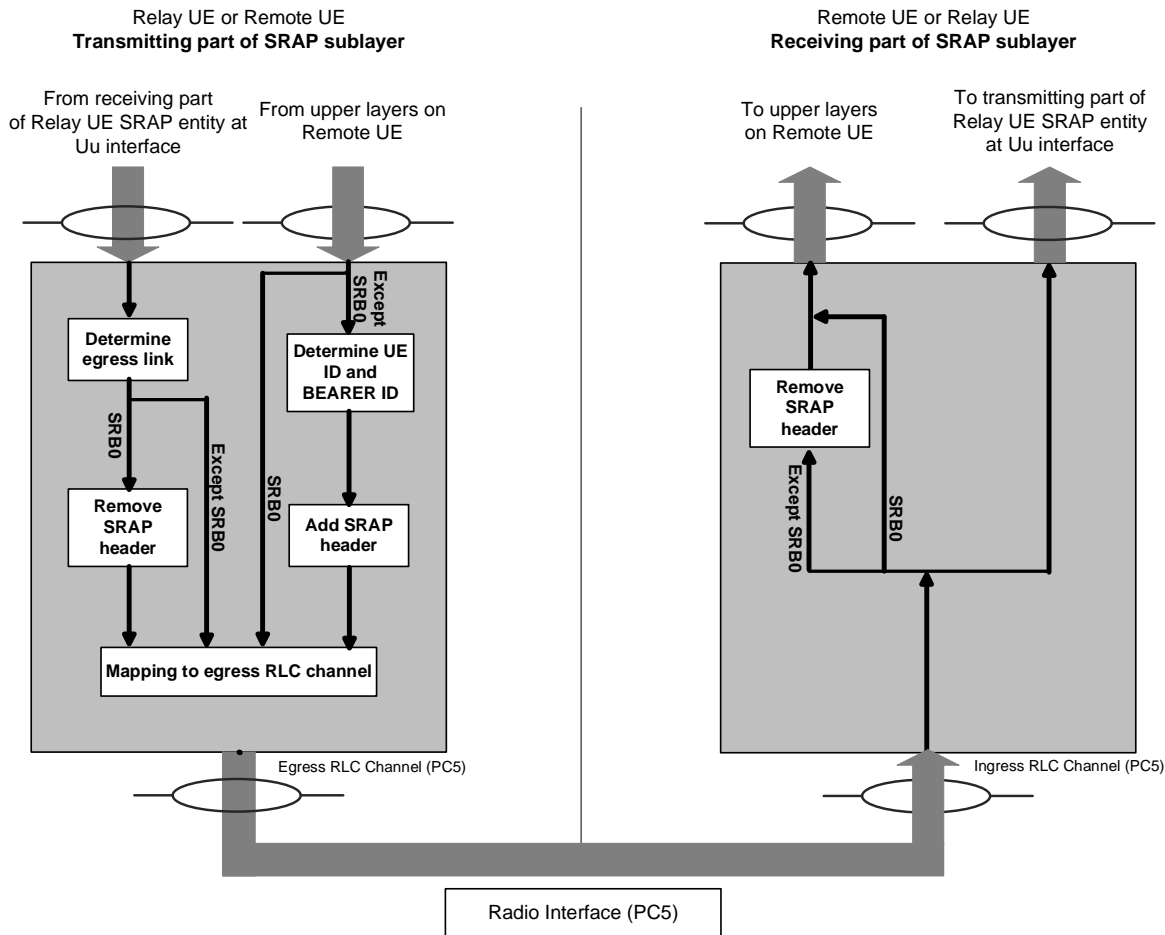 Relay UE or Remote UE
Transmitting part of SRAP sublayer
From receiving part
of Relay UE SRAP entity at
Uu interface
From upper layers on
Remote UE
Determine
egress link
Except
SRB0
Determine UE
ID and
BEARER ID
SRB0
Except SRB0
SRB0
Remove
SRAP
header
Add SRAP
header
Mapping to egress RLC channel
Egress RLC Channel (PC5)
Remote UE or Relay UE
Receiving part of SRAP sublayer
To upper layers
on Remote UE
To transmitting part of
Relay UE SRAP entity
at Uu interface
Remove
SRAP
header
Except SRB0
SRB0
Ingress RLC Channel (PC5)
Radio Interface (PC5)